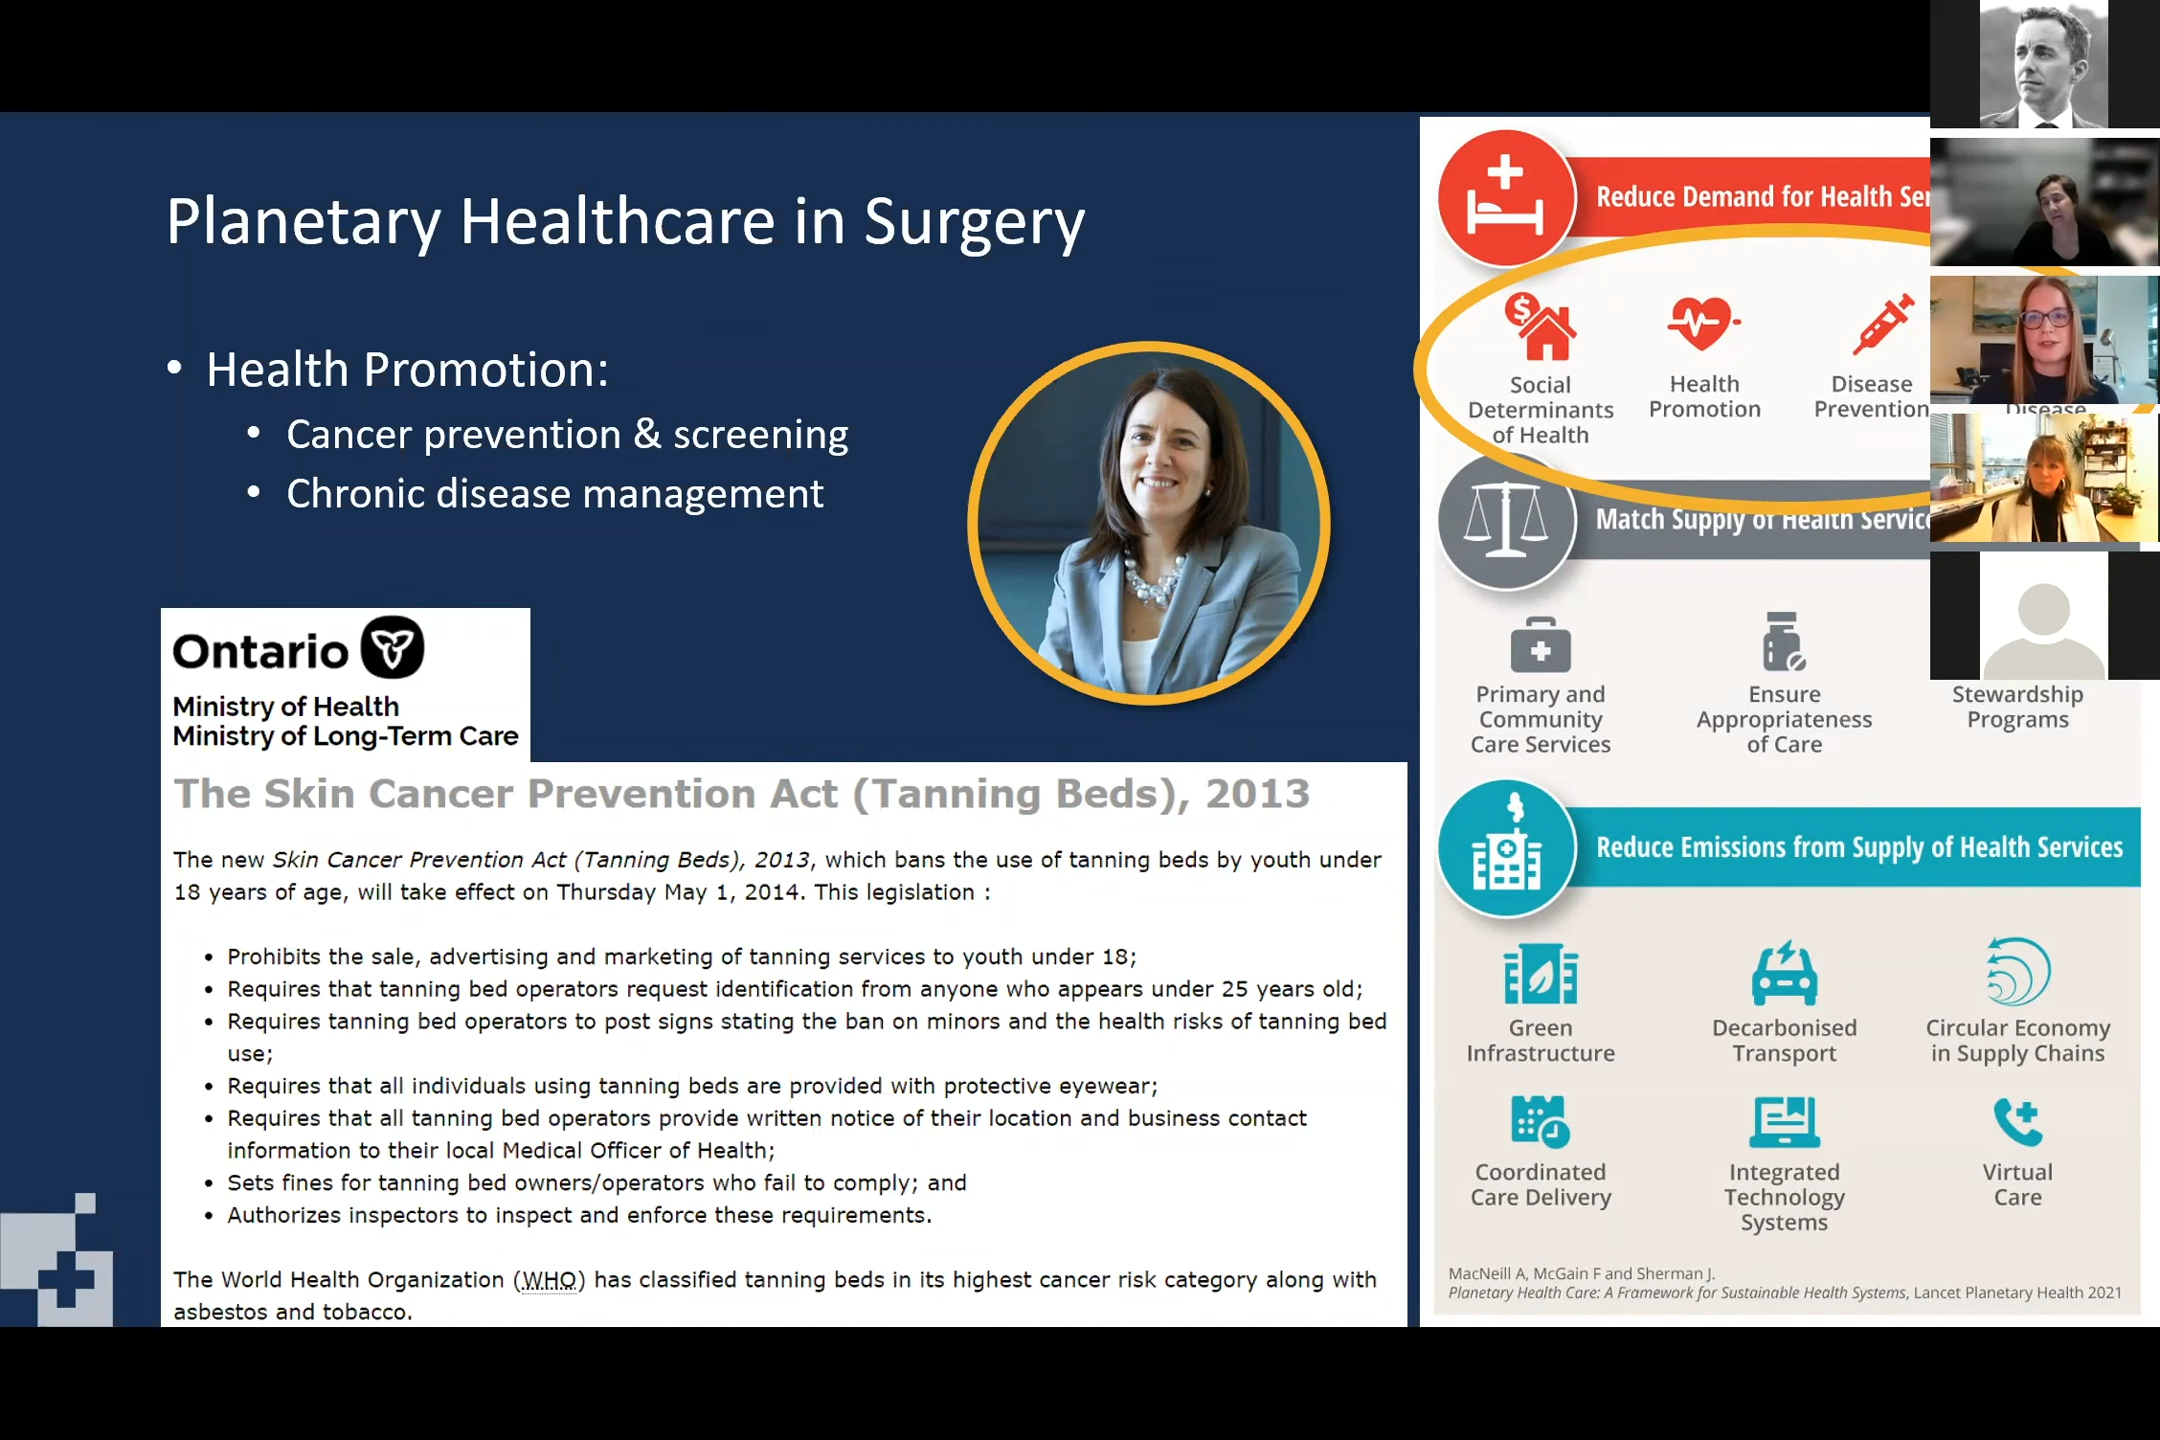 Planetary Healthcare in Surgery
• Health Promotion:
• Cancer prevention & screening
• Chronic disease management
Ontario
Ministry of Health
Ministry of Long-Term Care
The Skin Cancer Prevention Act (Tanning Beds), 2013
The new Skin Cancer Prevention Act (Tanning Beds), 2013, which bans the use of tanning beds by youth under
18 years of age, will take effect on Thursday May 1, 2014. This legislation :
• Prohibits the sale, advertising and marketing of tanning services to youth under 18;
• Requires that tanning bed operators request identification from anyone who appears under 25 years old;
• Requires tanning bed operators to post signs stating the ban on minors and the health risks of tanning bed
use;
• Requires that all individuals using tanning beds are provided with protective eyewear;
• Requires that all tanning bed operators provide written notice of their location and business contact
information to their local Medical Officer of Health;
• Sets fines for tanning bed owners/operators who fail to comply; and
• Authorizes inspectors to inspect and enforce these requirements.
The World Health Organization (WHO) has classified tanning beds in its highest cancer risk category along with
asbestos and tobacco.
Reduce Demand for Health
$
Social
Determinants
of Health
Health
Promotion
Disease
Prevention
Disease
Match Supply of Health
Primary and
Community
Care Services
Ensure
Appropriateness
of Care
Stewardship
Programs
Reduce Emissions from Supply of Health Services
Green
Infrastructure
Decarbonised
Transport
Circular Economy
in Supply Chains
Coordinated
Care Delivery
Integrated
Technology
Systems
Virtual
Care
MacNeill A, McGain F and Sherman J.
Planetary Health Care: A Framework for Sustainable Health Systems, Lancet Planetary Health 2021